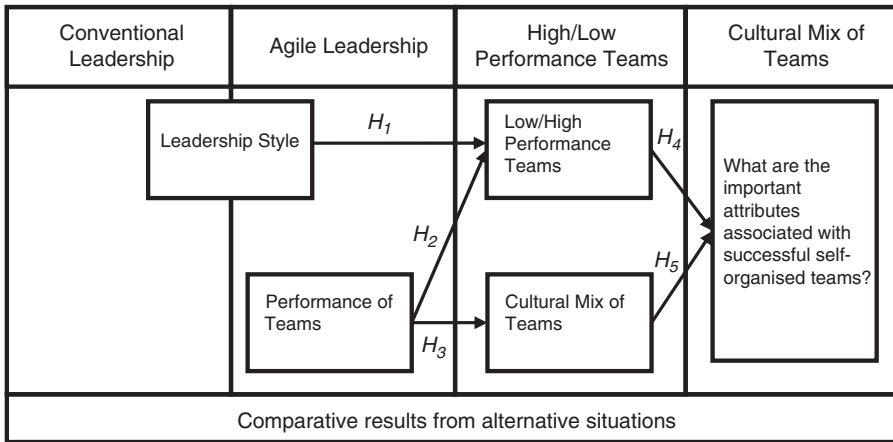 Conventional
Leadership
Agile Leadership
High/Low
Performance Teams
Cultural Mix of
Teams
Leadership Style
H1
Low/High
Performance
Teams
H4
What are the
important
attributes
associated with
successful self-
organised teams?
H2
H5
Performance of
Teams
H3
Cultural Mix of
Teams
Comparative results from alternative situations